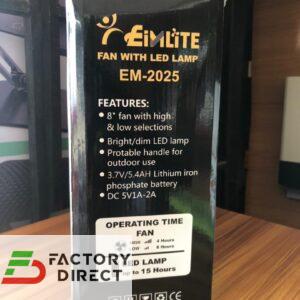 EimLITE
FAN WITH LED LAMP
EM-2025
FEATURES:
• 8" fan with high
& low selections
• Bright/dim LED lamp
• Protable handle for
outdoor use
• 3.7V/5.4AH Lithium iron
phosphate battery
• DC 5V1A-2A
OPERATING TIME
FAN
HIGH 4 Hours
LOW 8 Hours
LED LAMP
Up to 15 Hours
FACTORY
DIRECT